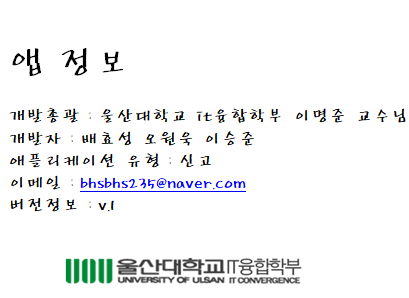 앱 정보
개발총괄 : 울산대학교 it융합학부 이명준 교수님
개발자 : 배효성 오원욱 이승준
애플리케이션 유형 : 신고
이메일 : bhsbhs235@naver.com
버전정보 : v.1
울산대학교 IT융합학부
UNIVERSITY OF ULSAN IT CONVERGENCE